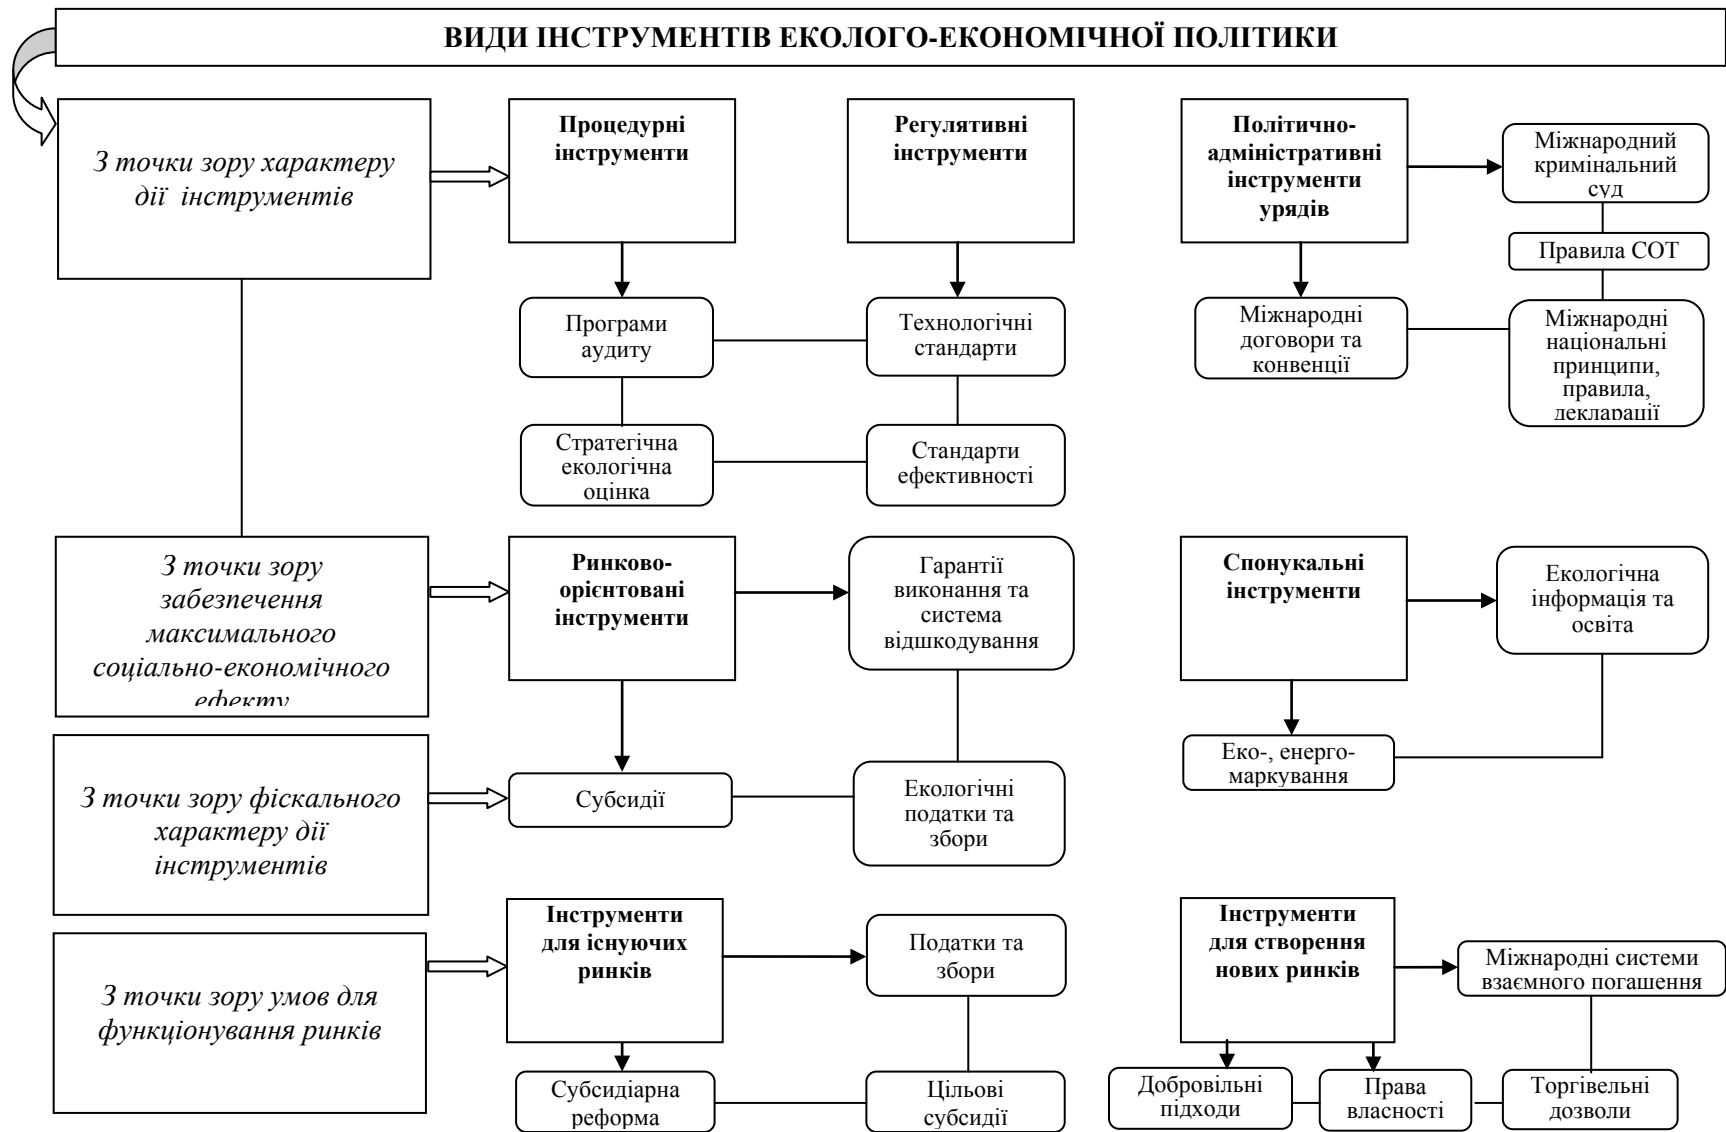 ВИДИ ІНСТРУМЕНТІВ ЕКОЛОГО-ЕКОНОМІЧНОЇ ПОЛІТИКИ
З точки зору характеру
дії інструментів
Процедурні
інструменти
Регулятивні
інструменти
Політично-
адміністративні
інструменти
урядів
Міжнародний
кримінальний
суд
Правила СОТ
Програми
аудиту
Технологічні
стандарти
Міжнародні
договори та
конвенції
Міжнародні
національні
принципи,
правила,
декларації
Стратегічна
екологічна
оцінка
Стандарти
ефективності
З точки зору
забезпечення
максимального
соціально-економічного
ефекту
Ринково-
орієнтовані
інструменти
Гарантії
виконання та
система
відшкодування
Спонукальні
інструменти
Екологічна
інформація та
освіта
Еко-, енерго-
маркування
З точки зору фіскального
характеру дії
інструментів
Субсидії
Екологічні
податки та
збори
З точки зору умов для
функціонування ринків
Інструменти
для існуючих
ринків
Податки та
збори
Інструменти
для створення
нових ринків
Міжнародні системи
взаємного погашення
Субсидіарна
реформа
Цільові
субсидії
Добровільні
підходи
Права
власності
Торгівельні
дозволи